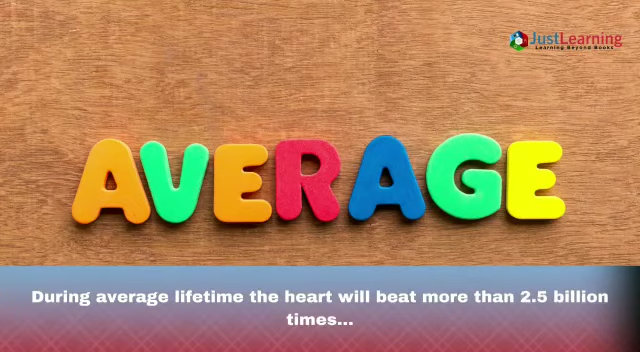 JustLearning
Learning Beyond Books
AVERAGE
During average lifetime the heart will beat more than 2.5 billion
times...